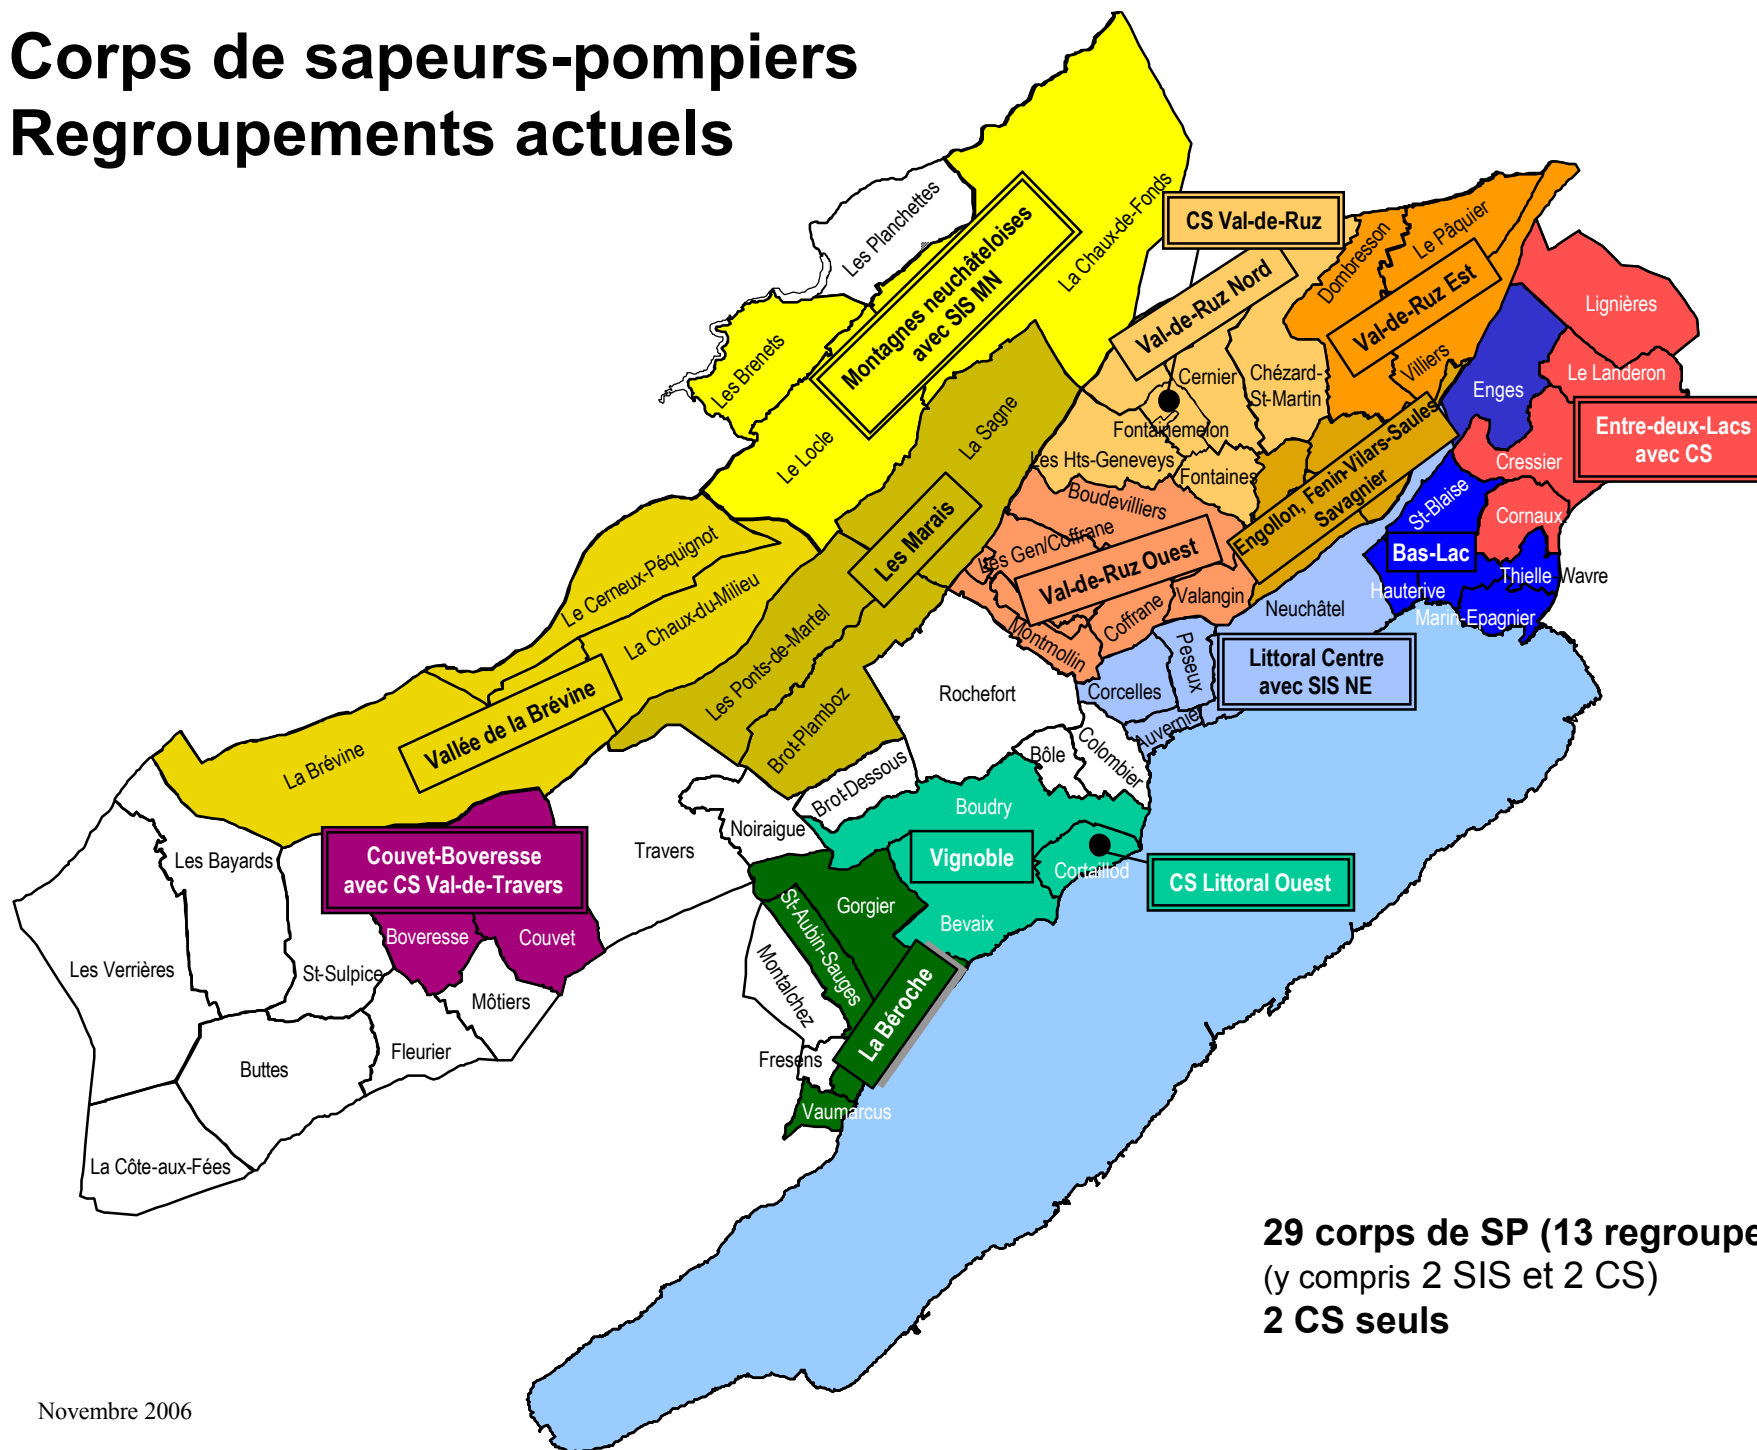 Corps de sapeurs-pompiers
Regroupements actuels
Les Planchettes
La Chaux-de-Fonds
Montagnes neuchâteloises
avec SIS MN
Les Brenets
Le Locle
CS Val-de-Ruz
Val-de-Ruz Nord
Dombresson
Le Pâquier
Val-de-Ruz Est
Villiers
Lignières
Le Landeron
Enges
Entre-deux-Lacs
avec CS
Cressier
Cornaux
Cernier
Chézard-
St-Martin
Fontainemelon
Les Hts-Geneveys
Fontaines
Engollon, Fenin-Vilars-Saules
Savagnier
La Sagne
Les Marais
Boudevilliers
Les Gen/Coffrane
Val-de-Ruz Ouest
Valangin
Coffrane
Montmollin
St-Blaise
Bas-Lac
Hauterive
Thielle-Wavre
Marin-Epagnier
Neuchâtel
Littoral Centre
avec SIS NE
Peseux
Corcelles
Auvernier
Le Cerneux-Péquignot
La Chaux-du-Milieu
Vallée de la Brévine
La Brévine
Les Ponts-de-Martel
Brot-Plamboz
Rochefort
Bôle
Colombier
Brot-Dessous
Noiraigue
Travers
Boudry
Vignoble
Cortaillod
CS Littoral Ouest
Bevaix
Gorgier
St-Aubin-Sauges
Montalchez
La Béroche
Fresens
Vaumarcus
Couvet-Boveresse
avec CS Val-de-Travers
Boveresse
Couvet
Les Bayards
Les Verrières
St-Sulpice
Môtiers
Fleurier
Buttes
La Côte-aux-Fées
29 corps de SP (13 regroupe
(y compris 2 SIS et 2 CS)
2 CS seuls
Novembre 2006